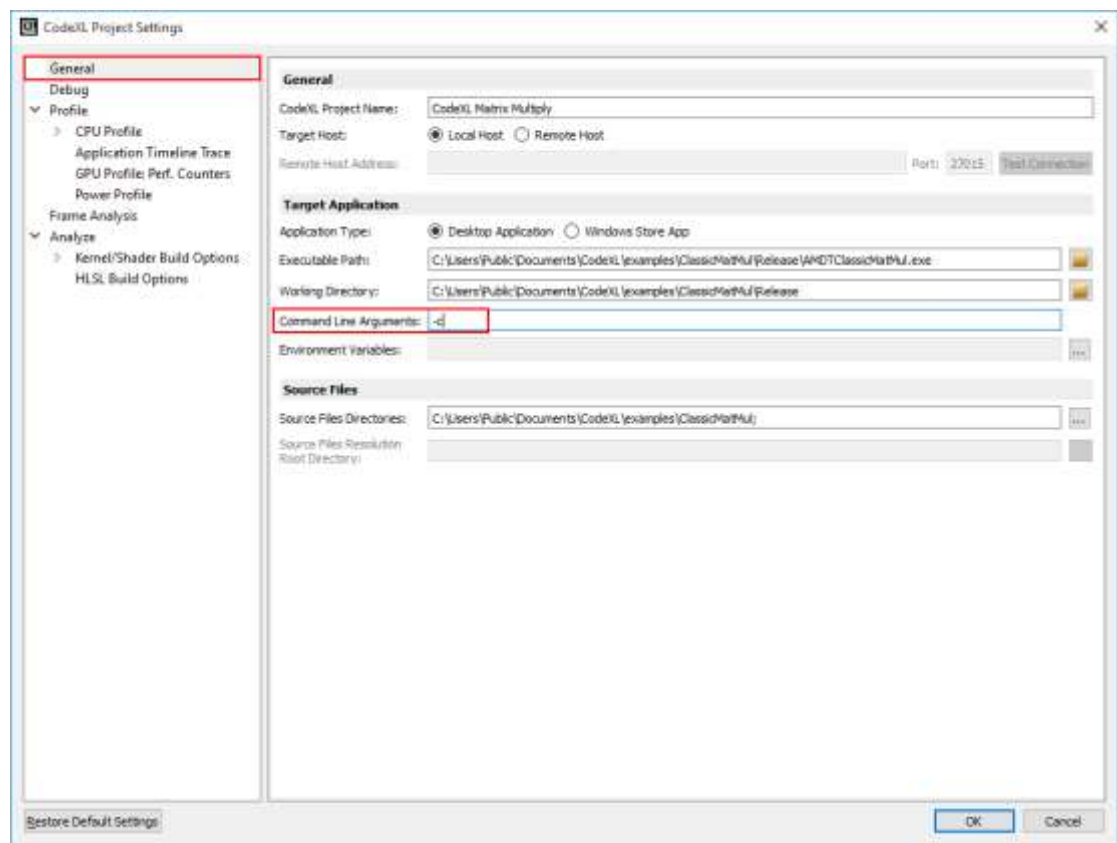 CodeXL Project Settings
General
Debug
Profile
CPU Profile
Application Timeline Trace
GPU Profile: Perf. Counters
Power Profile
Frame Analysis
Analyze
Kernel/Shader Build Options
HLSL Build Options
General
CodeXL Project Name: CodeXL Matrix Multiply
Target Host: Local Host Remote Host
Remote Host Address: Port: 27015 Test Connection
Target Application
Application Type: Desktop Application Windows Store App
Executable Path: C:\Users\Public\Documents\CodeXL\examples\ClassicMatMul\Release\AMDTClassicMatMul.exe
Working Directory: C:\Users\Public\Documents\CodeXL\examples\ClassicMatMul\Release
Command Line Arguments: -c
Environment Variables: ...
Source Files
Source Files Directories: C:\Users\Public\Documents\CodeXL\examples\ClassicMatMul; ...
Source Files Resolution
Root Directory:
Restore Default Settings OK Cancel